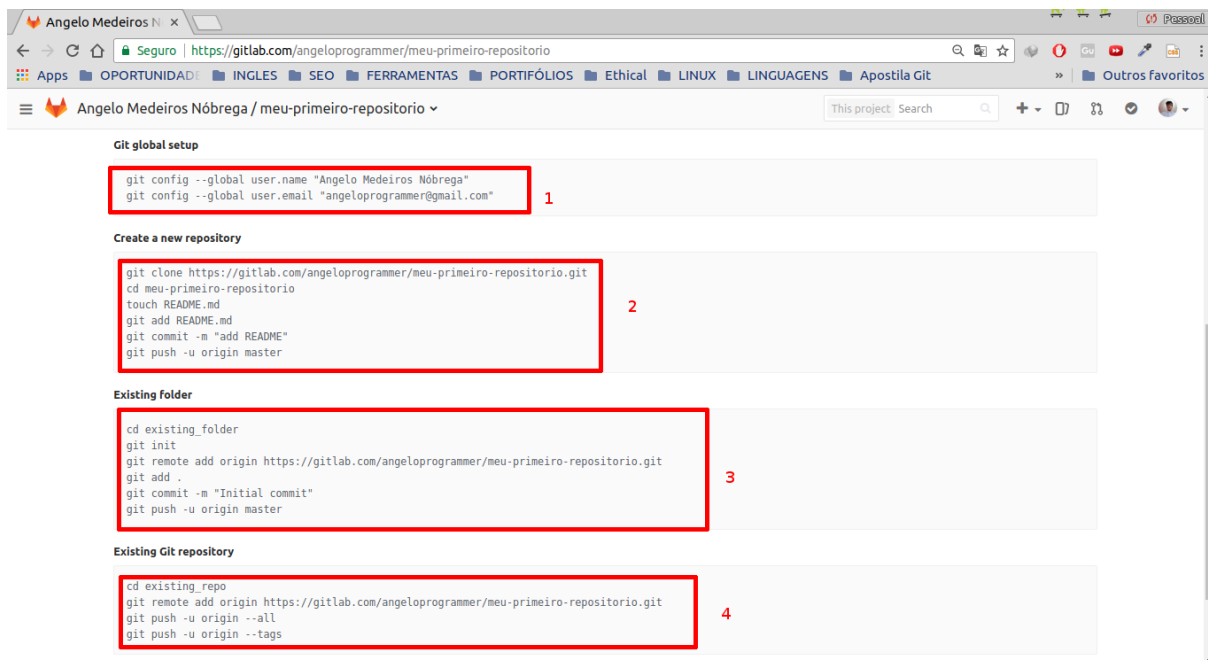 Angelo Medeiros N
Pessoal
Seguro | https://gitlab.com/angeloprogrammer/meu-primeiro-repositorio
Apps OPORTUNIDADE INGLES SEO FERRAMENTAS PORTIFÓLIOS Ethical LINUX LINGUAGENS Apostila Git » Outros favoritos
Angelo Medeiros Nóbrega / meu-primeiro-repositorio
This project Search
Git global setup
git config --global user.name "Angelo Medeiros Nóbrega"
git config --global user.email "angeloprogrammer@gmail.com"
1
Create a new repository
git clone https://gitlab.com/angeloprogrammer/meu-primeiro-repositorio.git
cd meu-primeiro-repositorio
touch README.md
git add README.md
git commit -m "add README"
git push -u origin master
2
Existing folder
cd existing_folder
git init
git remote add origin https://gitlab.com/angeloprogrammer/meu-primeiro-repositorio.git
git add .
git commit -m "Initial commit"
git push -u origin master
3
Existing Git repository
cd existing_repo
git remote add origin https://gitlab.com/angeloprogrammer/meu-primeiro-repositorio.git
git push -u origin --all
git push -u origin --tags
4